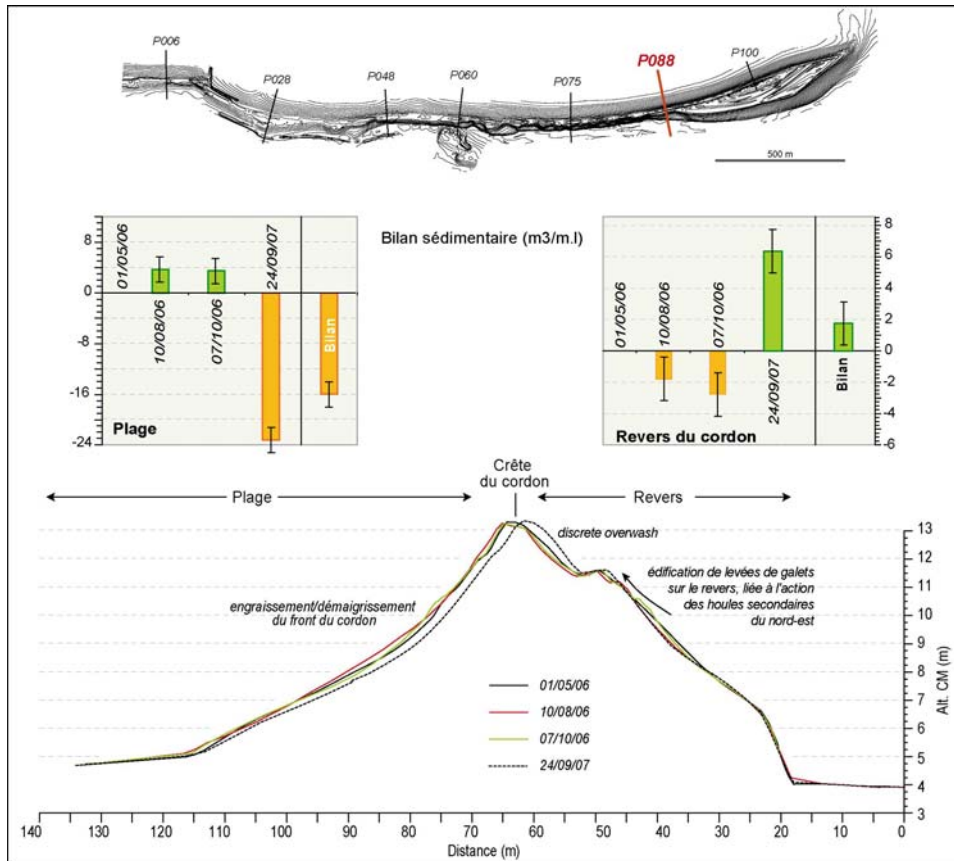 P006
P028
P048
P060
P075
P088
P100
500 m
Bilan sédimentaire (m3/m.l)
8
0
-8
-16
-24
01/05/06
10/08/06
07/10/06
24/09/07
Bilan
Plage
8
6
4
2
0
-2
-4
-6
01/05/06
10/08/06
07/10/06
24/09/07
Bilan
Revers du cordon
Plage
Crête
du cordon
Revers
discrete overwash
édification de levées de galets
sur le revers, liée à l'action
des houles secondaires
du nord-est
engraissement/démaigrissement
du front du cordon
01/05/06
10/08/06
07/10/06
24/09/07
13
12
11
10
9
8
7
6
5
4
3
Alt. CM (m)
140 130 120 110 100 90 80 70 60 50 40 30 20 10 0
Distance (m)